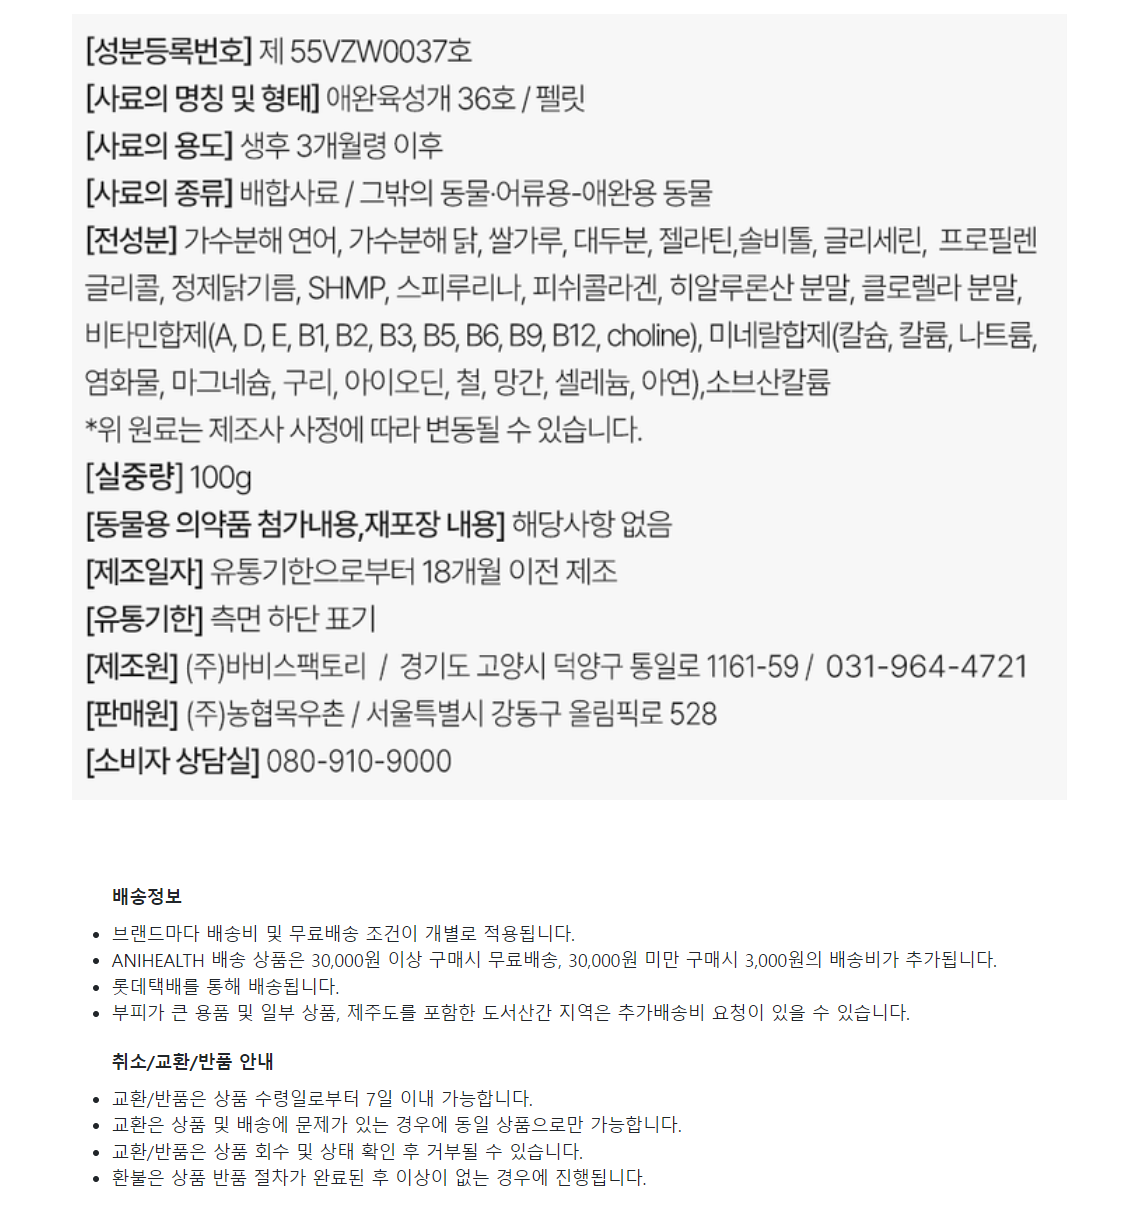 [성분등록번호] 제 55VZW0037호
[사료의 명칭 및 형태] 애완육성개 36호 / 펠릿
[사료의 용도] 생후 3개월령 이후
[사료의 종류] 배합사료 / 그밖의 동물·어류용-애완용 동물
[전성분] 가수분해 연어, 가수분해 닭, 쌀가루, 대두분, 젤라틴,솔비톨, 글리세린, 프로필렌
글리콜, 정제닭기름, SHMP, 스피루리나, 피쉬콜라겐, 히알루론산 분말, 클로렐라 분말,
비타민합제(A, D, E, B1, B2, B3, B5, B6, B9, B12, choline), 미네랄합제(칼슘, 칼륨, 나트륨,
염화물, 마그네슘, 구리, 아이오딘, 철, 망간, 셀레늄, 아연),소브산칼륨
*위 원료는 제조사 사정에 따라 변동될 수 있습니다.
[실중량] 100g
[동물용 의약품 첨가내용,재포장 내용] 해당사항 없음
[제조일자] 유통기한으로부터 18개월 이전 제조
[유통기한] 측면 하단 표기
[제조원] (주)바비스팩토리 / 경기도 고양시 덕양구 통일로 1161-59 / 031-964-4721
[판매원] (주)농협목우촌 / 서울특별시 강동구 올림픽로 528
[소비자 상담실] 080-910-9000
배송정보
• 브랜드마다 배송비 및 무료배송 조건이 개별로 적용됩니다.
• ANIHEALTH 배송 상품은 30,000원 이상 구매시 무료배송, 30,000원 미만 구매시 3,000원의 배송비가 추가됩니다.
• 롯데택배를 통해 배송됩니다.
• 부피가 큰 용품 및 일부 상품, 제주도를 포함한 도서산간 지역은 추가배송비 요청이 있을 수 있습니다.
취소/교환/반품 안내
• 교환/반품은 상품 수령일로부터 7일 이내 가능합니다.
• 교환은 상품 및 배송에 문제가 있는 경우에 동일 상품으로만 가능합니다.
• 교환/반품은 상품 회수 및 상태 확인 후 거부될 수 있습니다.
• 환불은 상품 반품 절차가 완료된 후 이상이 없는 경우에 진행됩니다.